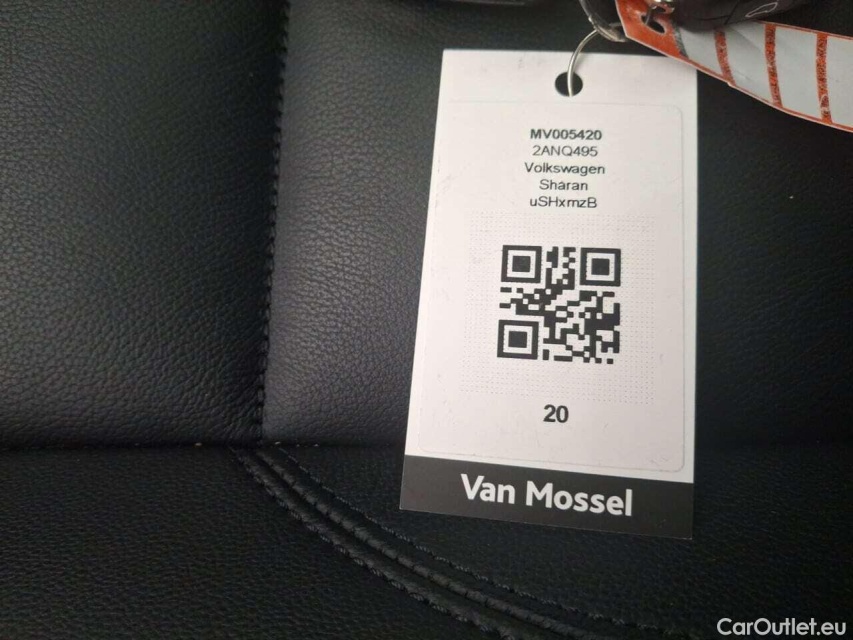 MV005420
2ANQ495
Volkswagen
Sharan
uSHxmzB
20
Van Mossel
CarOutlet.eu